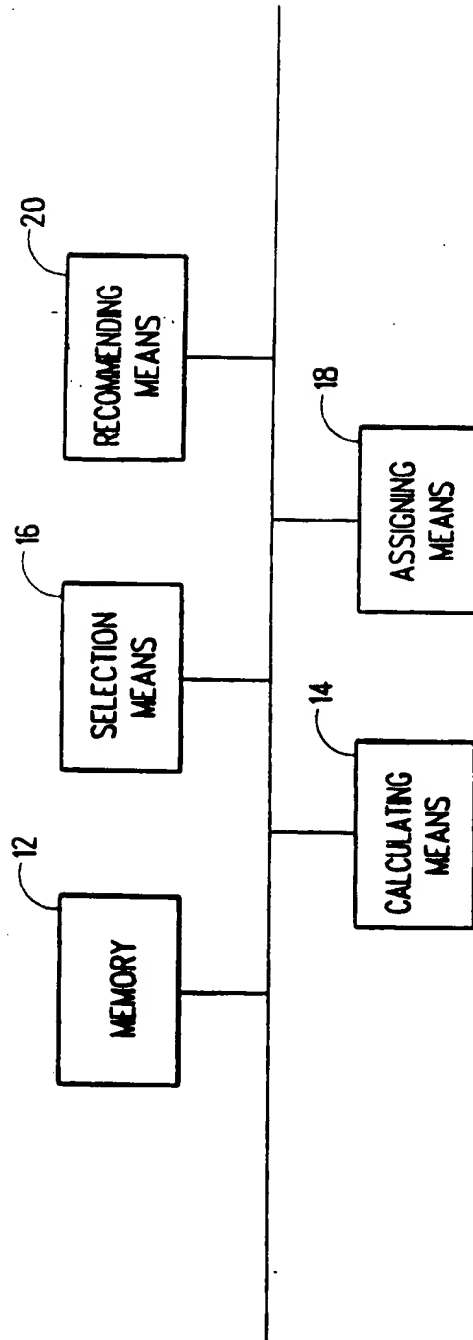 12
MEMORY
16
SELECTION
MEANS
20
RECOMMENDING
MEANS
14
CALCULATING
MEANS
18
ASSIGNING
MEANS